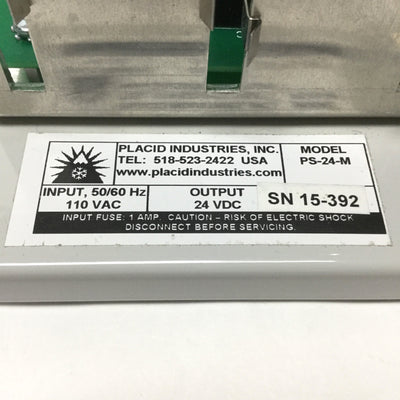 PLACID INDUSTRIES, INC.
TEL: 518-523-2422 USA
www.placidindustries.com
MODEL
PS-24-M
INPUT, 50/60 Hz
110 VAC
OUTPUT
24 VDC
SN 15-392
INPUT FUSE: 1 AMP. CAUTION – RISK OF ELECTRIC SHOCK
DISCONNECT BEFORE SERVICING.